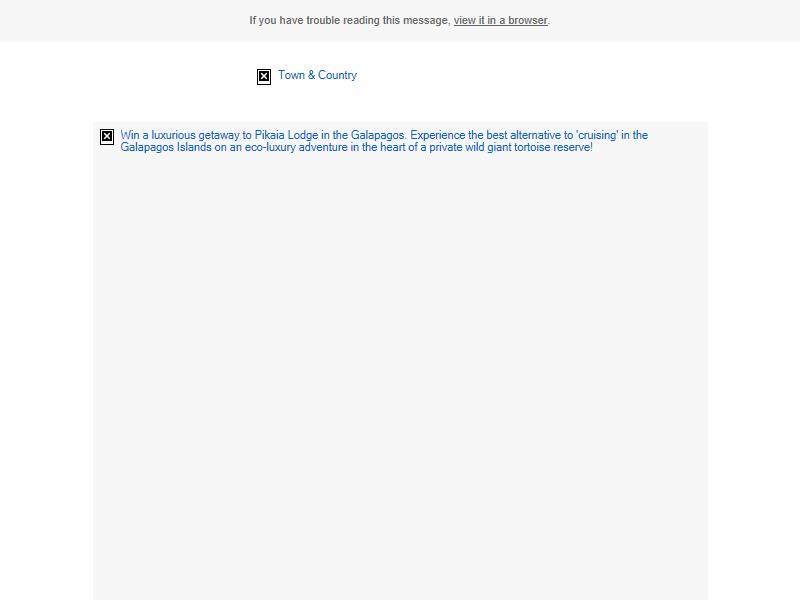 If you have trouble reading this message, view it in a browser.
Town & Country
Win a luxurious getaway to Pikaia Lodge in the Galapagos. Experience the best alternative to 'cruising' in the
Galapagos Islands on an eco-luxury adventure in the heart of a private wild giant tortoise reserve!